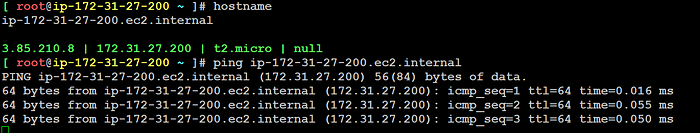 [ root@ip-172-31-27-200 ~ ]# hostname
ip-172-31-27-200.ec2.internal
3.85.210.8 | 172.31.27.200 | t2.micro | null
[ root@ip-172-31-27-200 ~ ]# ping ip-172-31-27-200.ec2.internal
PING ip-172-31-27-200.ec2.internal (172.31.27.200) 56(84) bytes of data.
64 bytes from ip-172-31-27-200.ec2.internal (172.31.27.200): icmp_seq=1 ttl=64 time=0.016 ms
64 bytes from ip-172-31-27-200.ec2.internal (172.31.27.200): icmp_seq=2 ttl=64 time=0.055 ms
64 bytes from ip-172-31-27-200.ec2.internal (172.31.27.200): icmp_seq=3 ttl=64 time=0.050 ms